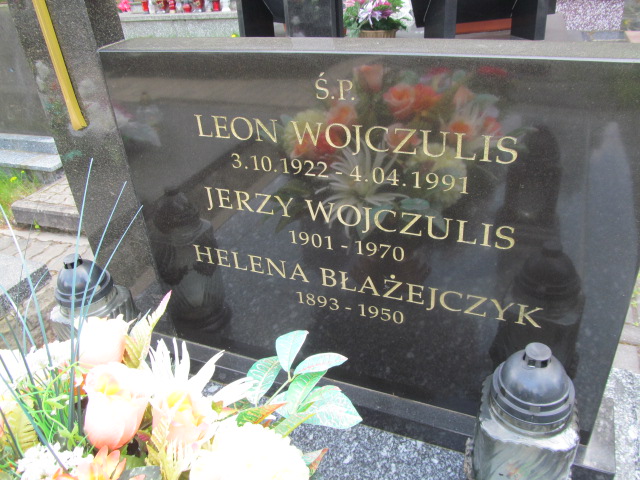 Ś.P.
LEON WOJCZULIS
3.10.1922 - 4.04.1991
JERZY WOJCZULIS
1901 - 1970
HELENA BŁAŻEJCZYK
1893 - 1950